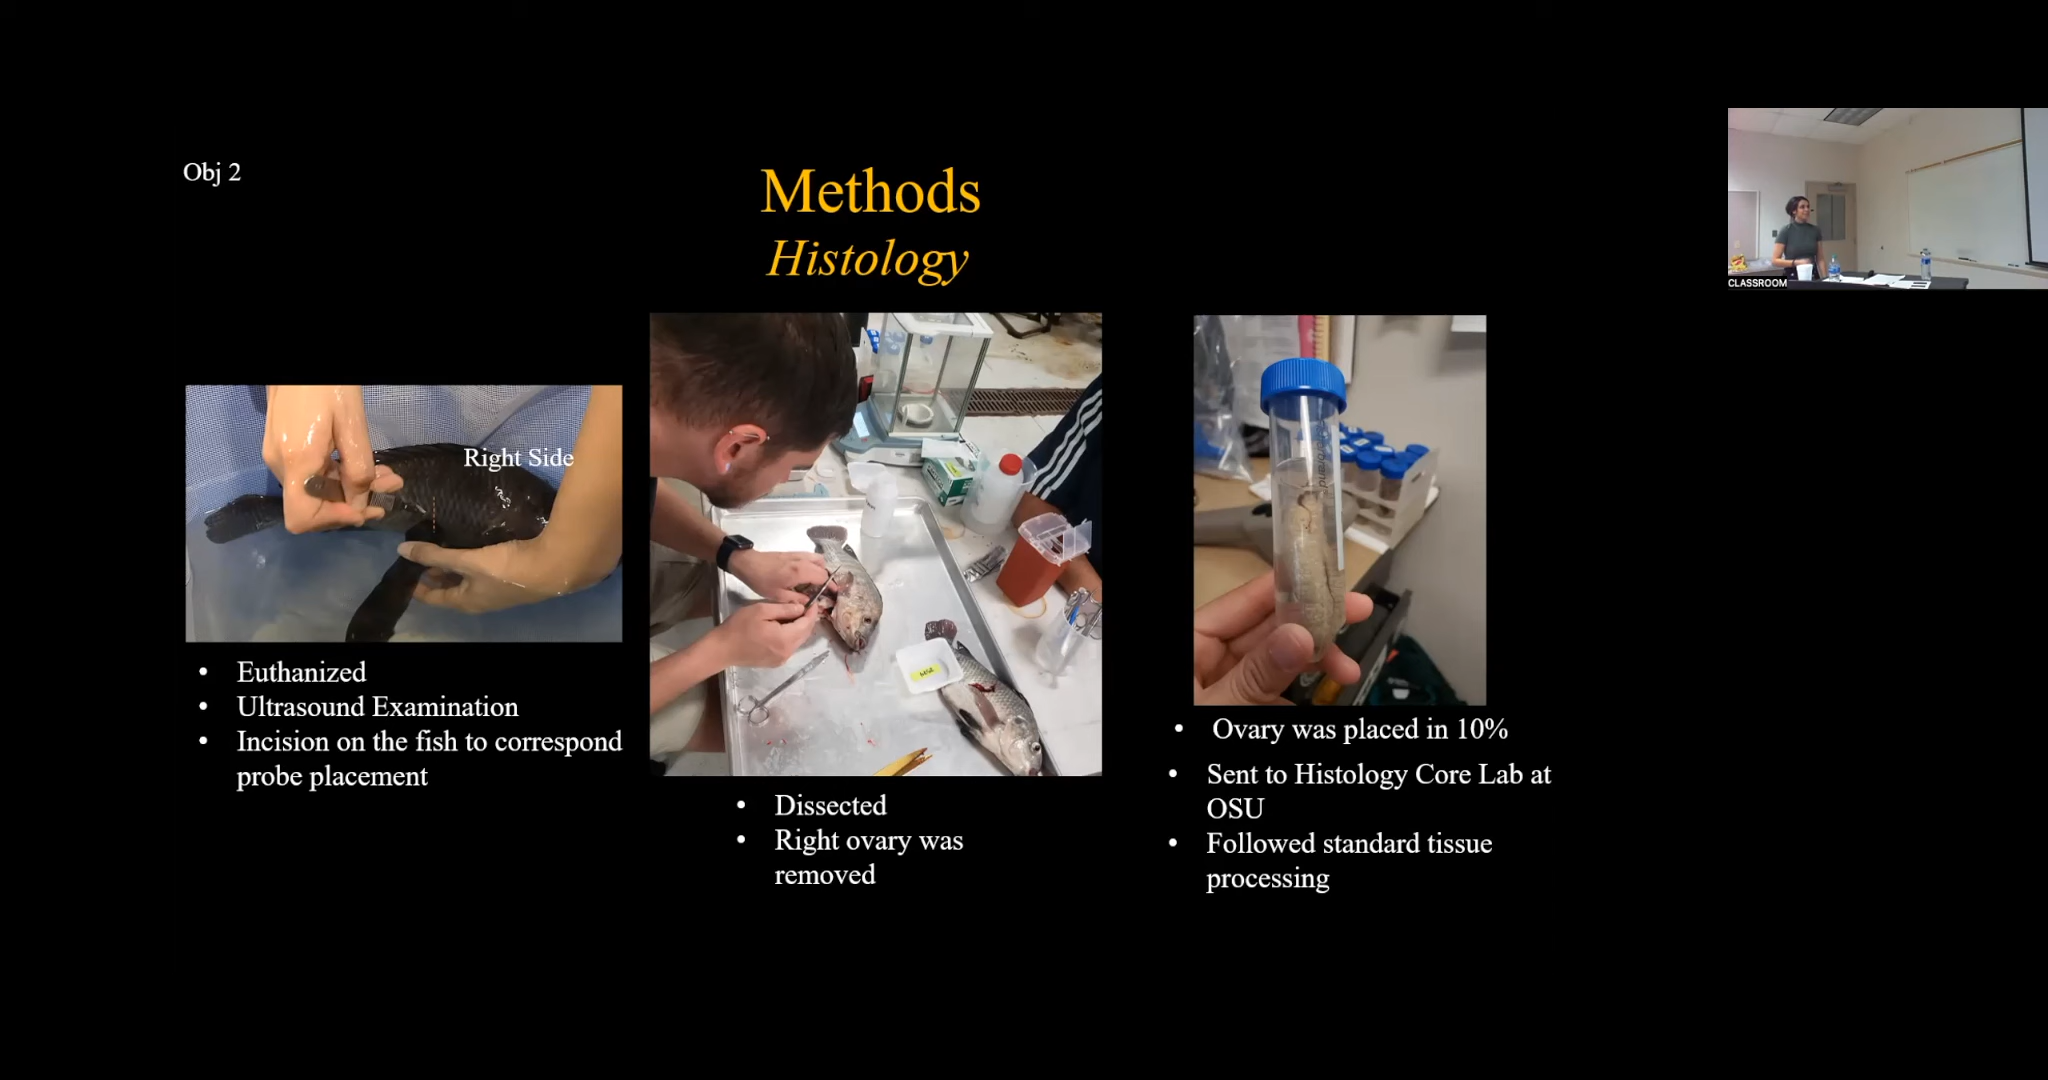 Obj 2
Methods
Histology
Right Side
• Euthanized
• Ultrasound Examination
• Incision on the fish to correspond
probe placement
• Dissected
• Right ovary was
removed
• Ovary was placed in 10%
• Sent to Histology Core Lab at
OSU
• Followed standard tissue
processing
CLASSROOM